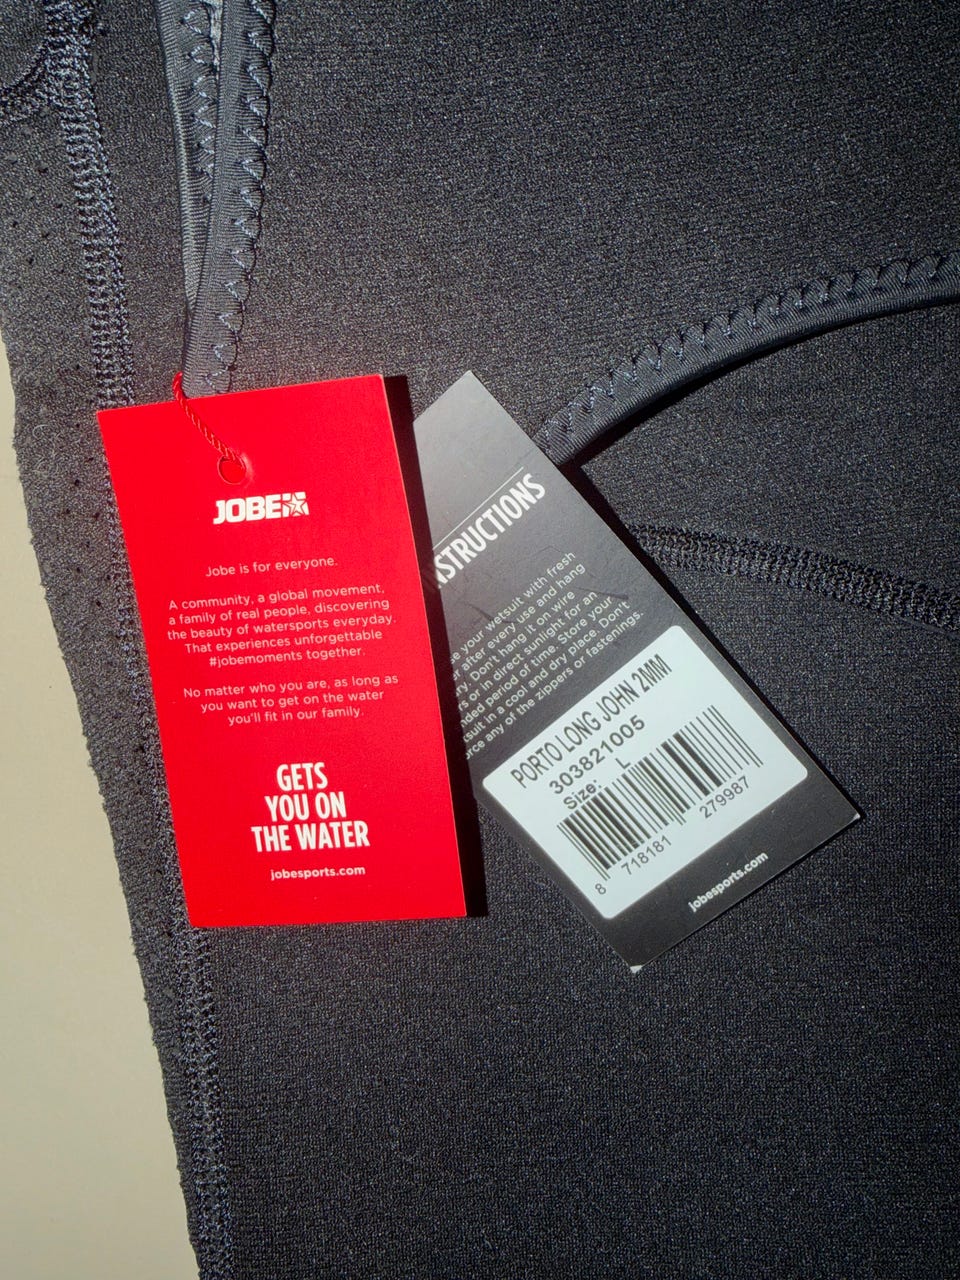 JOBE
Jobe is for everyone.
A community, a global movement,
a family of real people, discovering
the beauty of watersports everyday.
That experiences unforgettable
#jobemoments together.
No matter who you are, as long as
you want to get on the water
you'll fit in our family.
GETS
YOU ON
THE WATER
jobesports.com
NSTRUCTIONS
your wetsuit with fresh
after every use and hang
Don't hang it on wire
or in direct sunlight for an
period of time. Store your
in a cool and dry place. Don't
any of the zippers or fastenings.
PORTO LONG JOHN 2MM
303821005
Size: L
8 718181 279987
jobesports.com